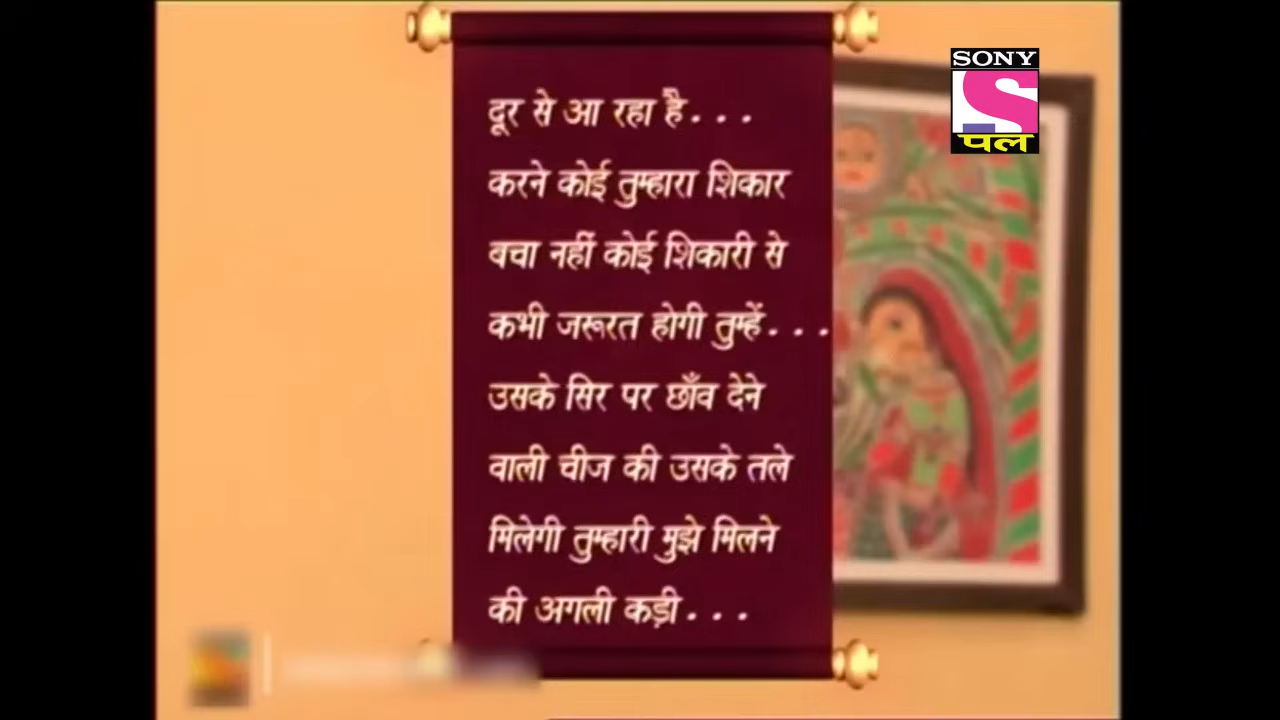 SONY
S
पल
दूर से आ रहा है...
करने कोई तुम्हारा शिकार
बचा नहीं कोई शिकारी से
कभी जरूरत होगी तुम्हें...
उसके सिर पर छाँव देने
वाली चीज की उसके तले
मिलेगी तुम्हारी मुझे मिलने
की अगली कड़ी...